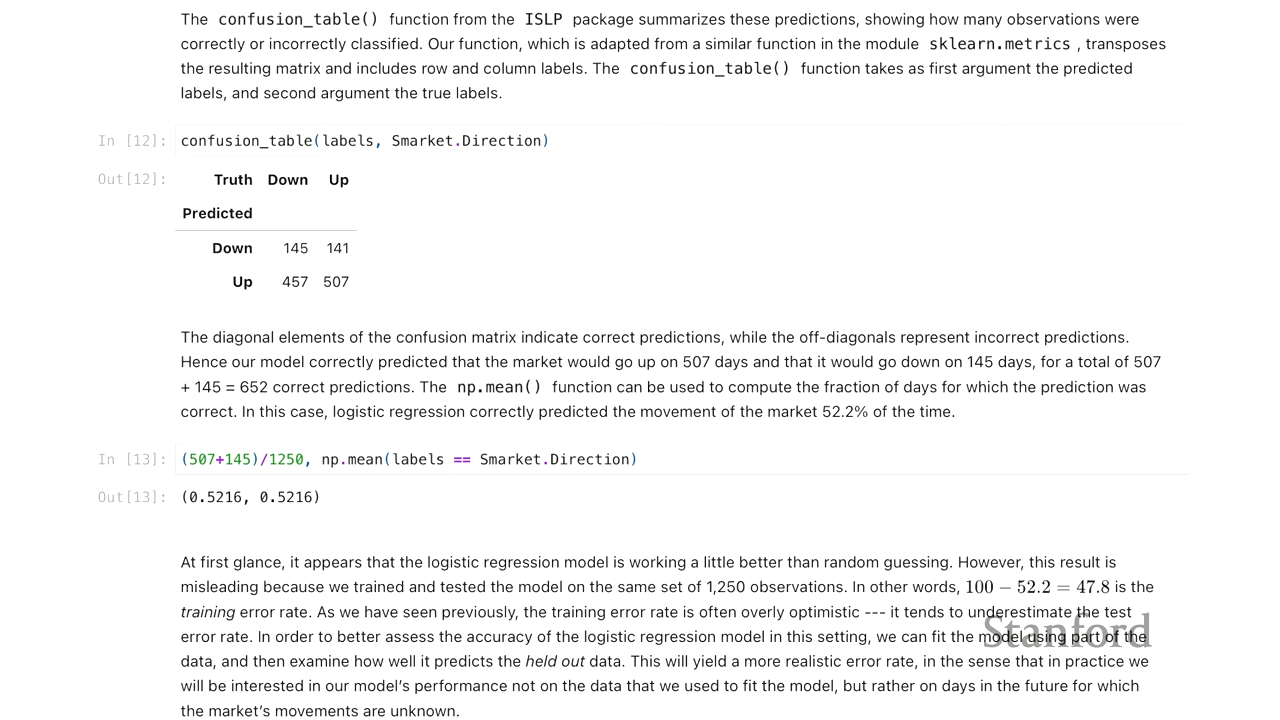 The confusion_table() function from the ISLP package summarizes these predictions, showing how many observations were
correctly or incorrectly classified. Our function, which is adapted from a similar function in the module sklearn.metrics , transposes
the resulting matrix and includes row and column labels. The confusion_table() function takes as first argument the predicted
labels, and second argument the true labels.
In [12]: confusion_table(labels, Smarket.Direction)
Out[12]: Truth Down Up
Predicted
Down 145 141
Up 457 507
The diagonal elements of the confusion matrix indicate correct predictions, while the off-diagonals represent incorrect predictions.
Hence our model correctly predicted that the market would go up on 507 days and that it would go down on 145 days, for a total of 507
+ 145 = 652 correct predictions. The np.mean() function can be used to compute the fraction of days for which the prediction was
correct. In this case, logistic regression correctly predicted the movement of the market 52.2% of the time.
In [13]: (507+145)/1250, np.mean(labels == Smarket.Direction)
Out[13]: (0.5216, 0.5216)
At first glance, it appears that the logistic regression model is working a little better than random guessing. However, this result is
misleading because we trained and tested the model on the same set of 1,250 observations. In other words, 100 − 52.2 = 47.8 is the
training error rate. As we have seen previously, the training error rate is often overly optimistic --- it tends to underestimate the test
error rate. In order to better assess the accuracy of the logistic regression model in this setting, we can fit the model using part of the
data, and then examine how well it predicts the held out data. This will yield a more realistic error rate, in the sense that in practice we
will be interested in our model’s performance not on the data that we used to fit the model, but rather on days in the future for which
the market’s movements are unknown.
Stanford